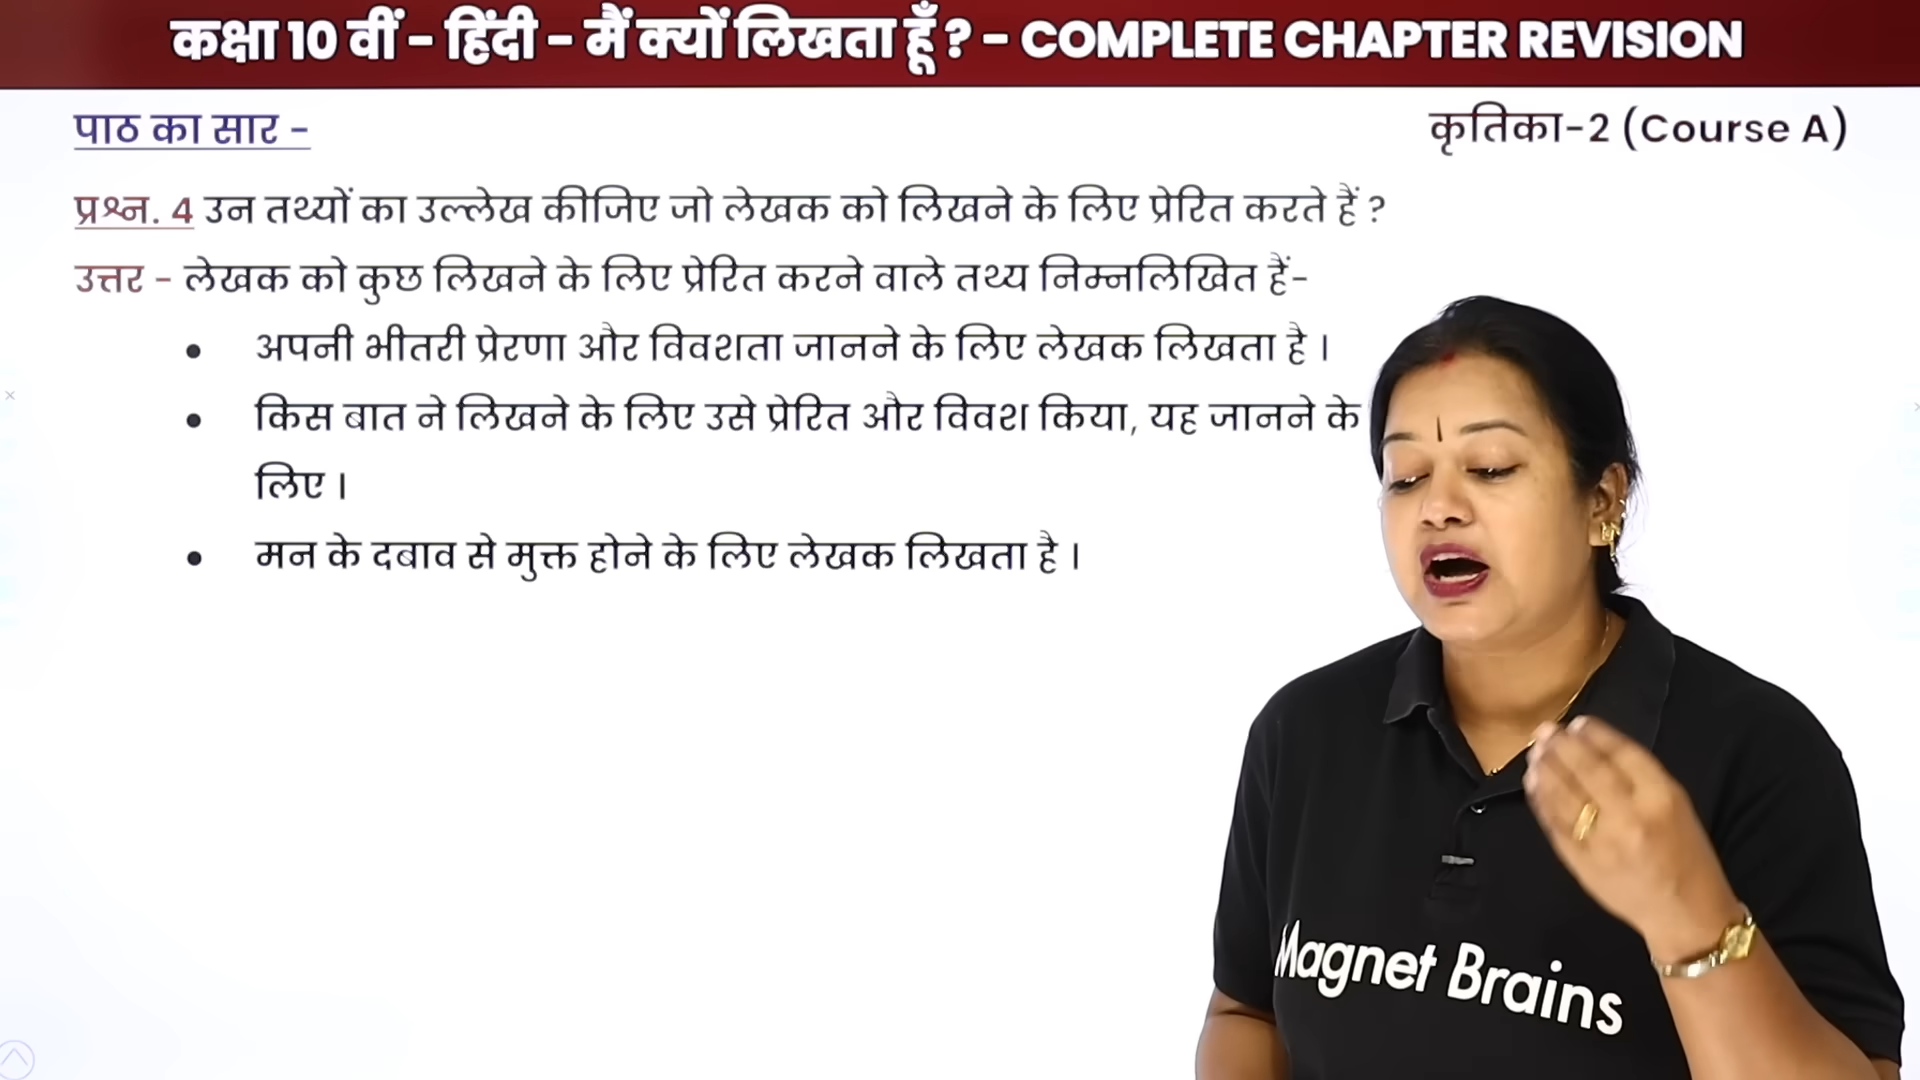 कक्षा 10 वीं – हिंदी – मैं क्यों लिखता हूँ ? – COMPLETE CHAPTER REVISION
पाठ का सार –
कृतिका-2 (Course A)
प्रश्न. 4 उन तथ्यों का उल्लेख कीजिए जो लेखक को लिखने के लिए प्रेरित करते हैं ?
उत्तर - लेखक को कुछ लिखने के लिए प्रेरित करने वाले तथ्य निम्नलिखित हैं-
• अपनी भीतरी प्रेरणा और विवशता जानने के लिए लेखक लिखता है ।
• किस बात ने लिखने के लिए उसे प्रेरित और विवश किया, यह जानने के
लिए ।
• मन के दबाव से मुक्त होने के लिए लेखक लिखता है ।
Magnet Brains